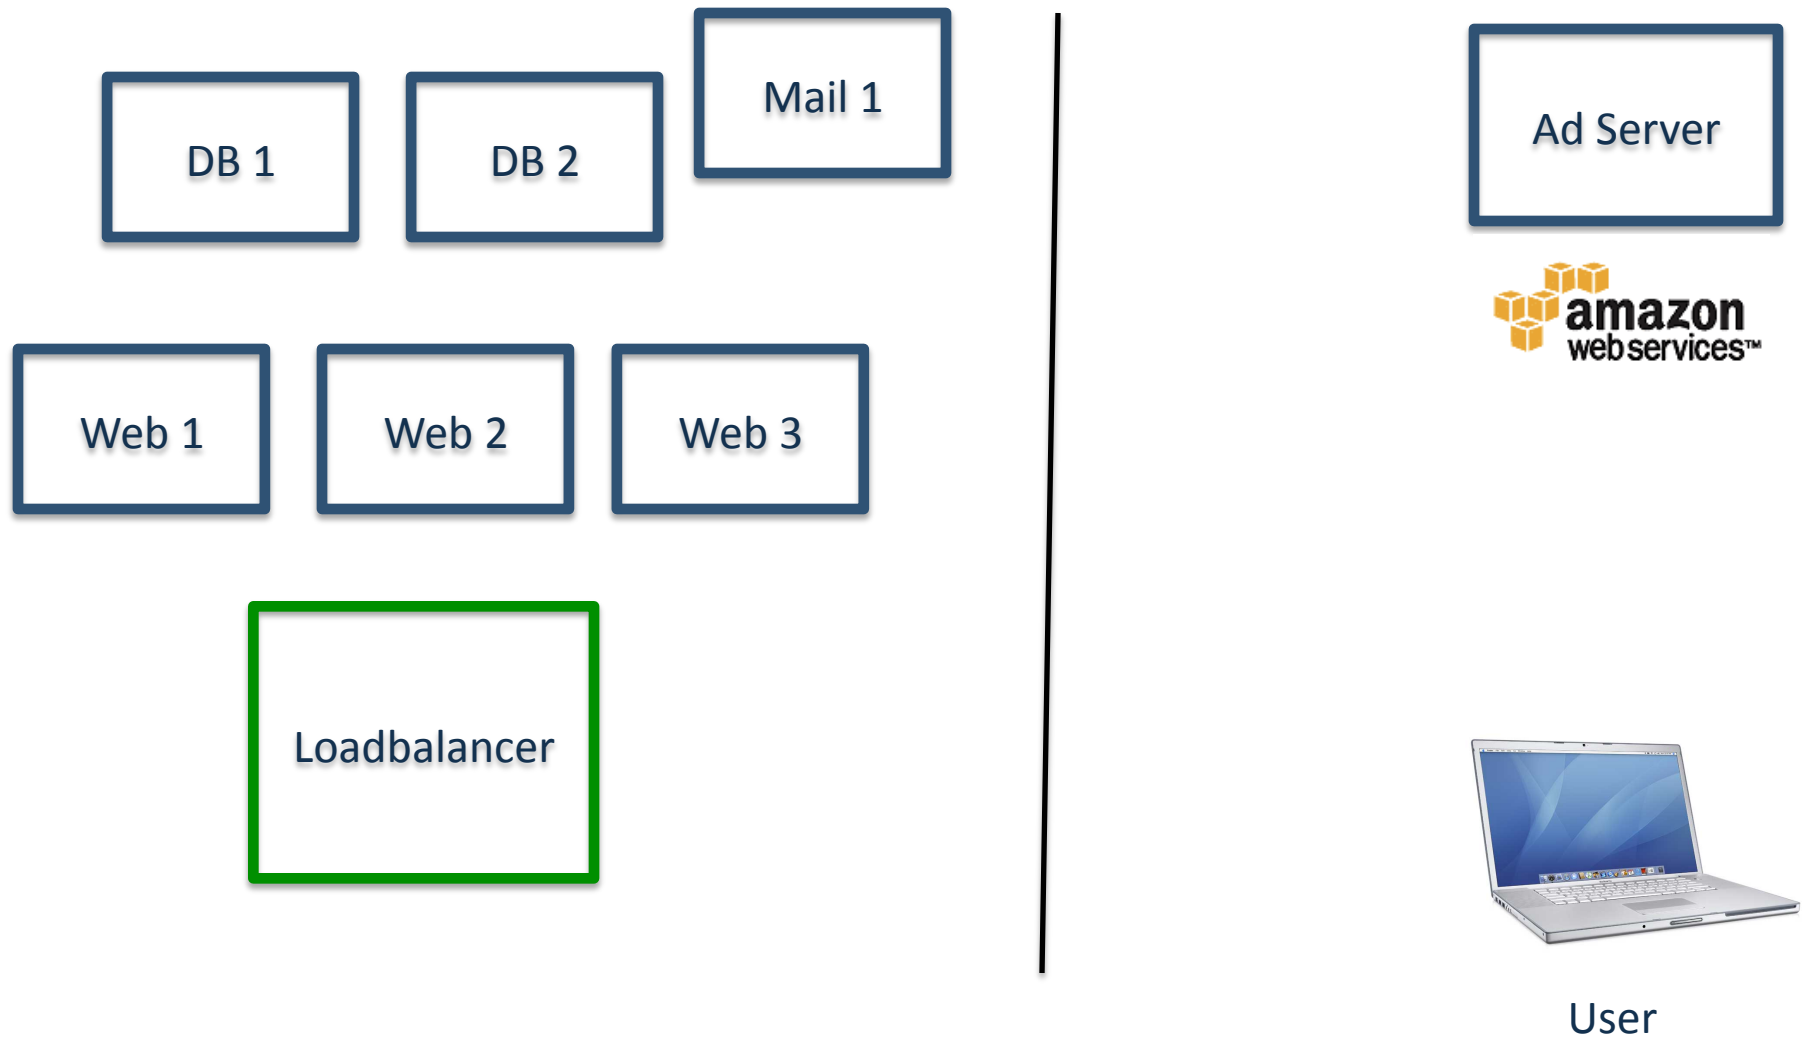 Mail 1
DB 1
DB 2
Ad Server
amazon
webservices™
Web 1
Web 2
Web 3
Loadbalancer
User